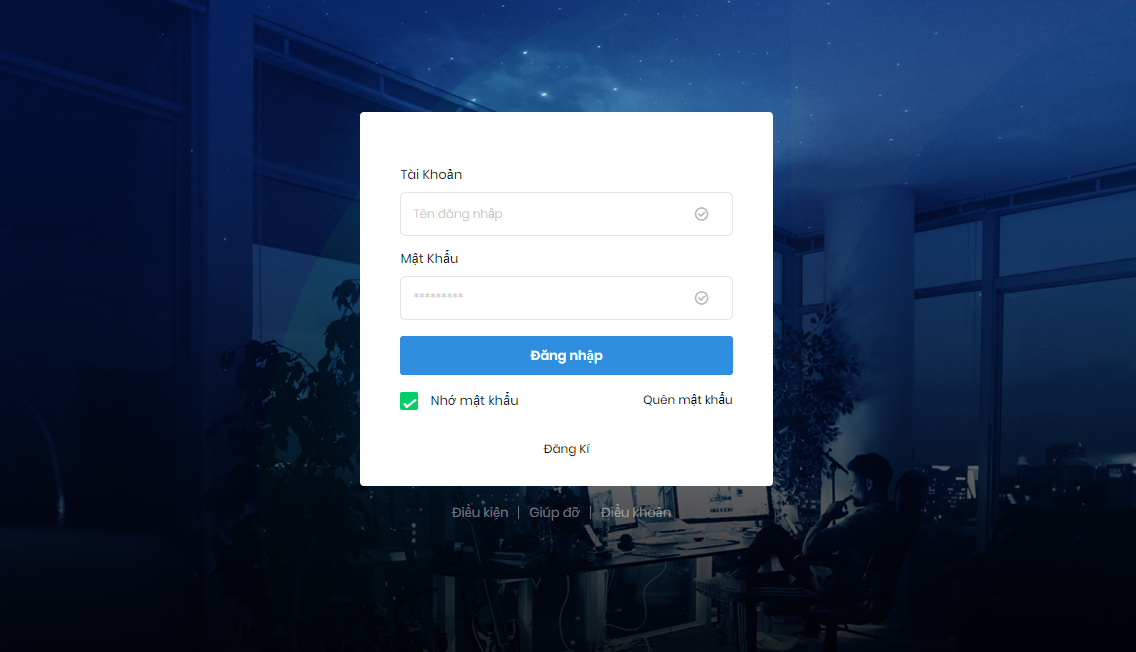 Tài Khoản
Tên đăng nhập
Mật Khẩu
*********
Đăng nhập
Nhớ mật khẩu Quên mật khẩu
Đăng Kí
Điều kiện | Giúp đỡ | Điều khoản